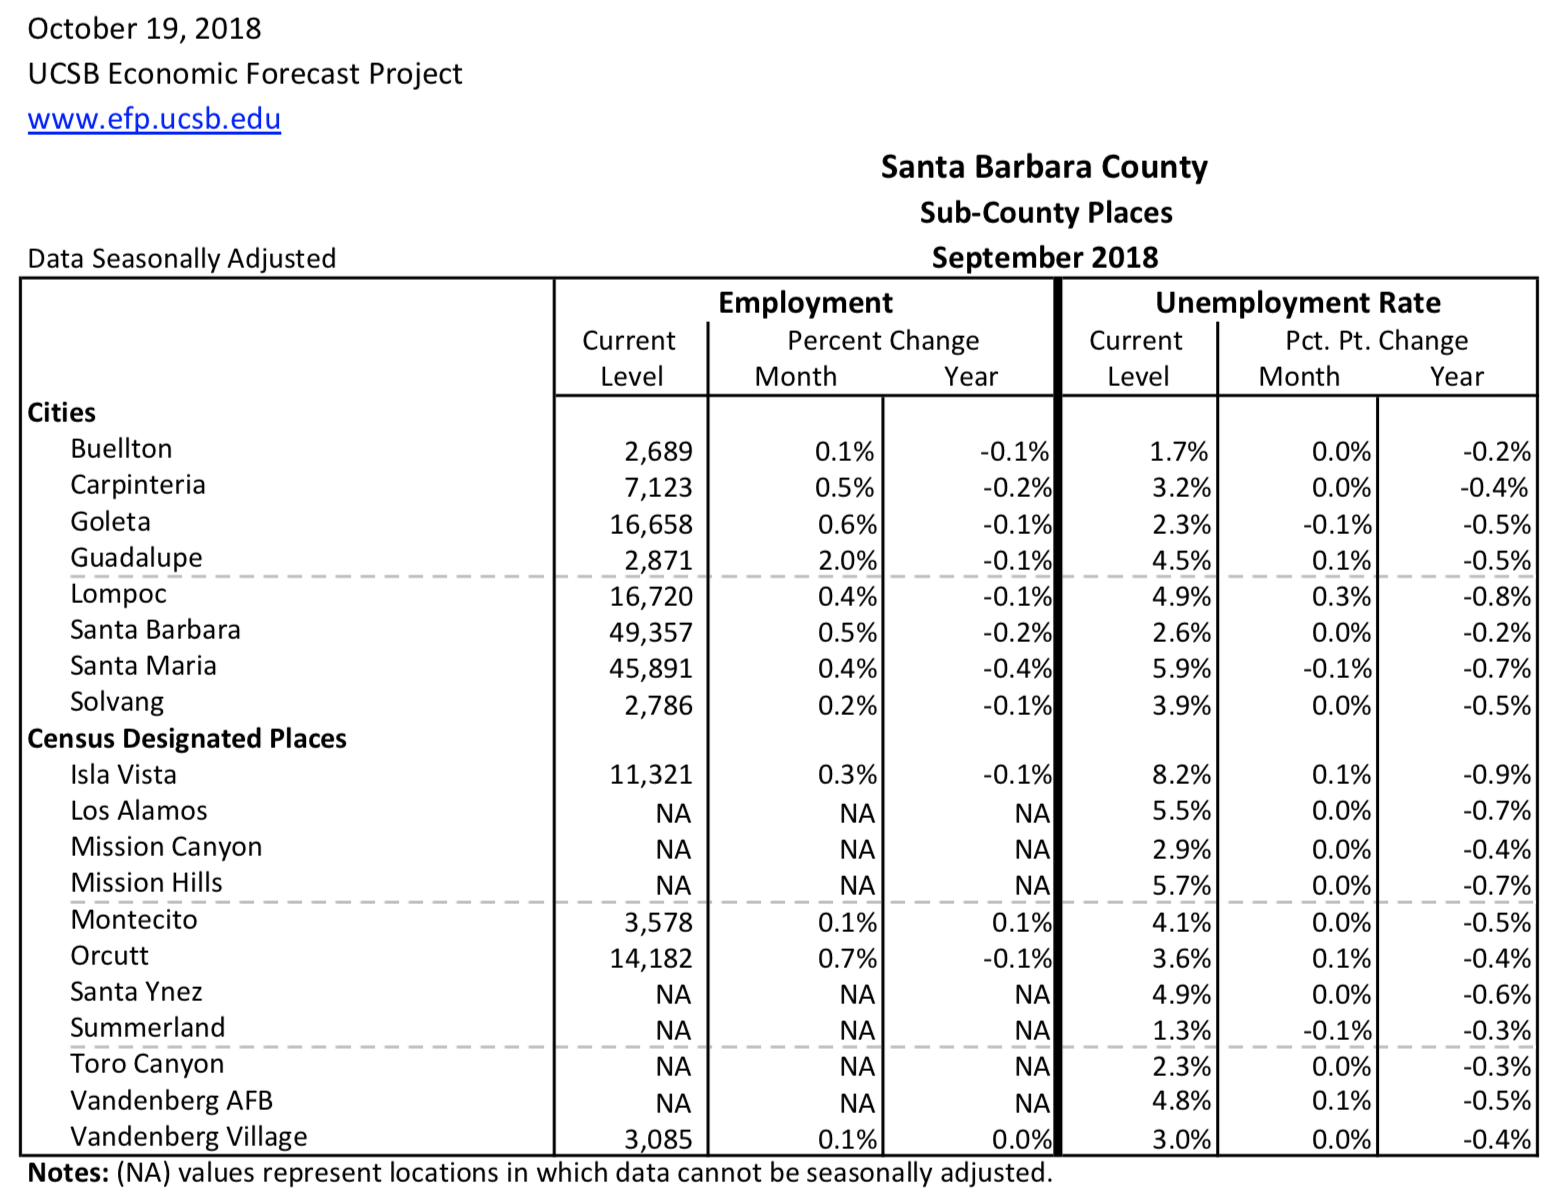 October 19, 2018
UCSB Economic Forecast Project
www.efp.ucsb.edu
Santa Barbara County
Sub-County Places
Data Seasonally Adjusted September 2018
Employment Unemployment Rate
Current Percent Change Current Pct. Pt. Change
Level Month Year Level Month Year
Cities
Buellton 2,689 0.1% -0.1% 1.7% 0.0% -0.2%
Carpinteria 7,123 0.5% -0.2% 3.2% 0.0% -0.4%
Goleta 16,658 0.6% -0.1% 2.3% -0.1% -0.5%
Guadalupe 2,871 2.0% -0.1% 4.5% 0.1% -0.5%
Lompoc 16,720 0.4% -0.1% 4.9% 0.3% -0.8%
Santa Barbara 49,357 0.5% -0.2% 2.6% 0.0% -0.2%
Santa Maria 45,891 0.4% -0.4% 5.9% -0.1% -0.7%
Solvang 2,786 0.2% -0.1% 3.9% 0.0% -0.5%
Census Designated Places
Isla Vista 11,321 0.3% -0.1% 8.2% 0.1% -0.9%
Los Alamos NA NA NA 5.5% 0.0% -0.7%
Mission Canyon NA NA NA 2.9% 0.0% -0.4%
Mission Hills NA NA NA 5.7% 0.0% -0.7%
Montecito 3,578 0.1% 0.1% 4.1% 0.0% -0.5%
Orcutt 14,182 0.7% -0.1% 3.6% 0.1% -0.4%
Santa Ynez NA NA NA 4.9% 0.0% -0.6%
Summerland NA NA NA 1.3% -0.1% -0.3%
Toro Canyon NA NA NA 2.3% 0.0% -0.3%
Vandenberg AFB NA NA NA 4.8% 0.1% -0.5%
Vandenberg Village 3,085 0.1% 0.0% 3.0% 0.0% -0.4%
Notes: (NA) values represent locations in which data cannot be seasonally adjusted.